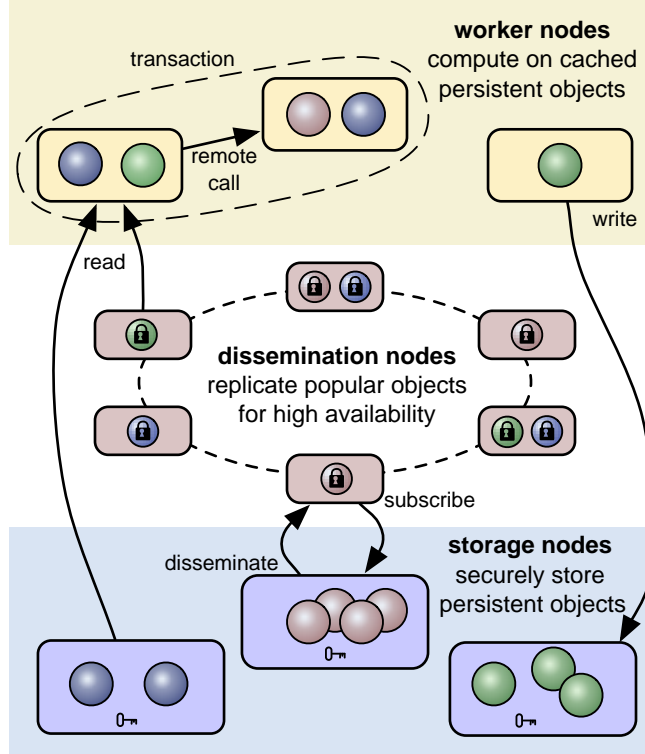 transaction
worker nodes
compute on cached
persistent objects
remote
call
write
read
dissemination nodes
replicate popular objects
for high availability
subscribe
disseminate
storage nodes
securely store
persistent objects